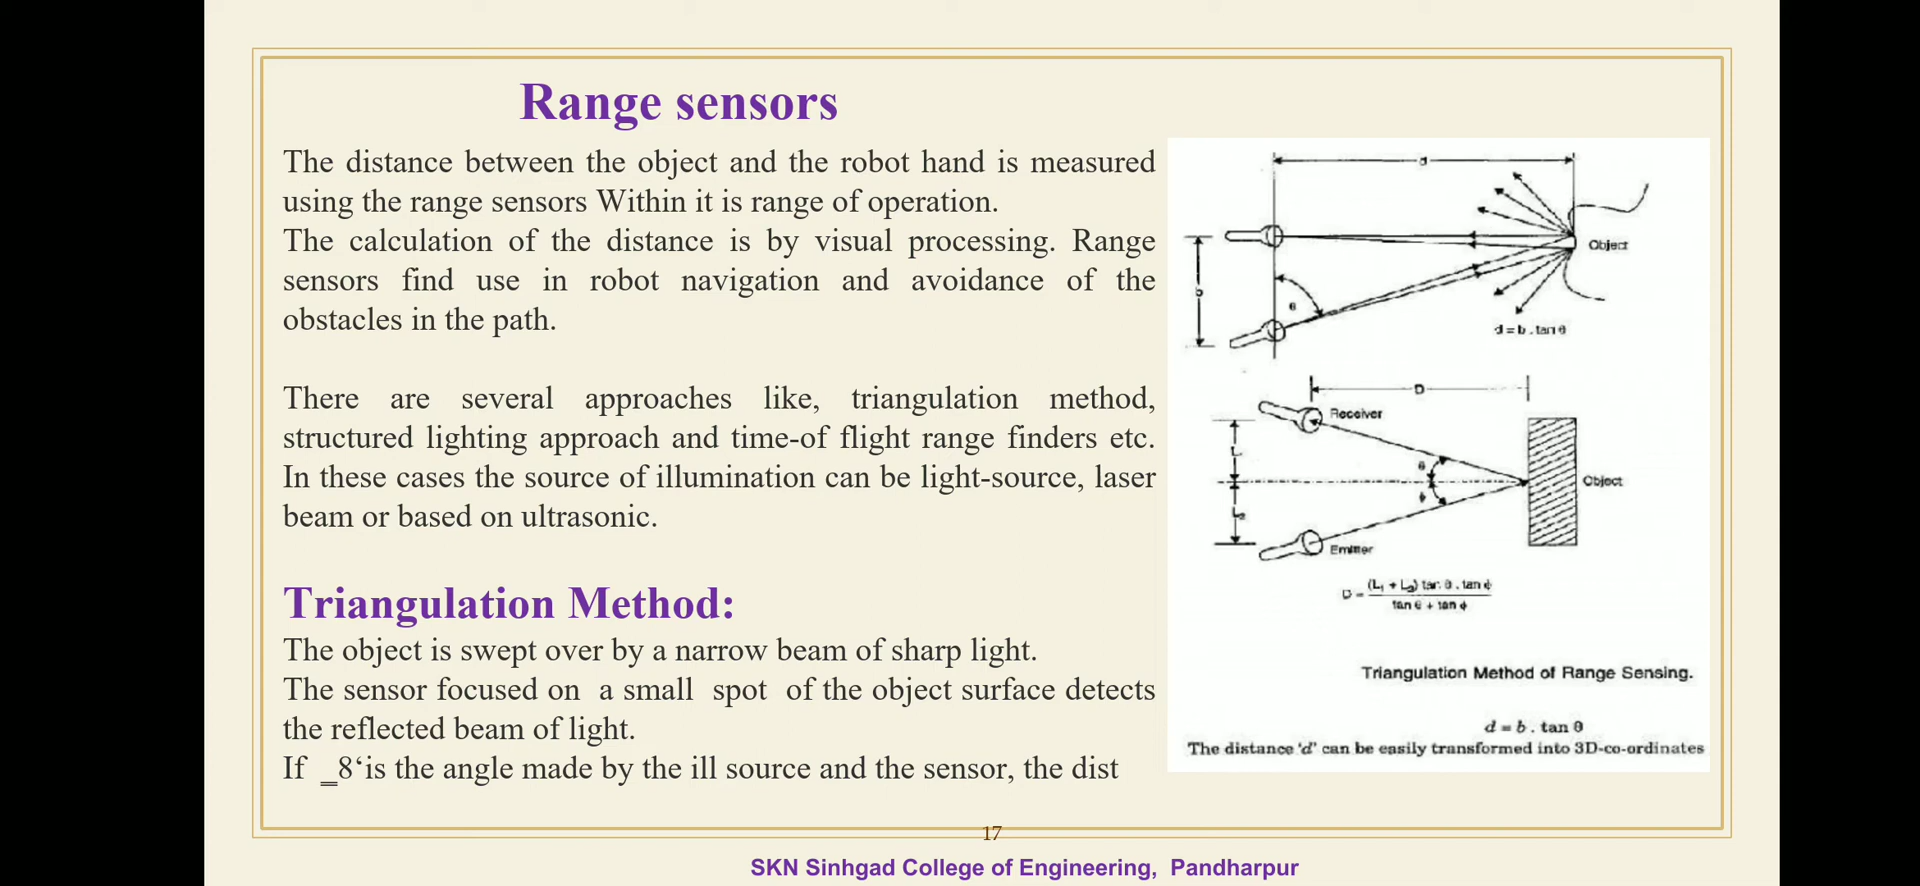 Range sensors
The distance between the object and the robot hand is measured
using the range sensors Within it is range of operation.
The calculation of the distance is by visual processing. Range
sensors find use in robot navigation and avoidance of the
obstacles in the path.
There are several approaches like, triangulation method,
structured lighting approach and time-of flight range finders etc.
In these cases the source of illumination can be light-source, laser
beam or based on ultrasonic.
Triangulation Method:
The object is swept over by a narrow beam of sharp light.
The sensor focused on a small spot of the object surface detects
the reflected beam of light.
If ‗8‘is the angle made by the ill source and the sensor, the dist
d
Object
b
θ
d = b . tan θ
D
Receiver
L
θ
Object
ϕ
L₂
Emitter
D = (L₁ + L₂) tan θ . tan ϕ
tan θ + tan ϕ
Triangulation Method of Range Sensing.
d = b . tan θ
The distance 'd' can be easily transformed into 3D-co-ordinates
17
SKN Sinhgad College of Engineering, Pandharpur